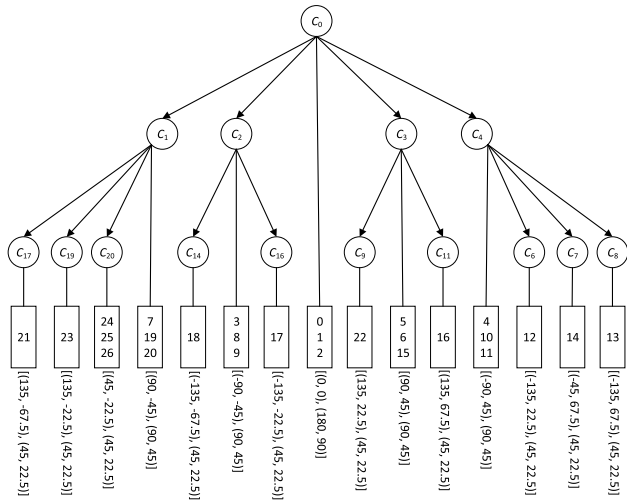 C0
C1
C2
C3
C4
C17
C19
C20
C14
C16
C9
C11
C6
C7
C8
21
23
24
25
26
7
19
20
18
3
8
9
17
0
1
2
22
5
6
15
16
4
10
11
12
14
13
[(135, -67.5), (45, 22.5)]
[(135, -22.5), (45, 22.5)]
[(45, -22.5), (45, 22.5)]
[(90, -45), (90, 45)]
[(-135, -67.5), (45, 22.5)]
[(-90, -45), (90, 45)]
[(-135, -22.5), (45, 22.5)]
[(0, 0), (180, 90)]
[(135, 22.5), (45, 22.5)]
[(90, 45), (90, 45)]
[(135, 67.5), (45, 22.5)]
[(-90, 45), (90, 45)]
[(-135, 22.5), (45, 22.5)]
[(-45, 67.5), (45, 22.5)]
[(-135, 67.5), (45, 22.5)]